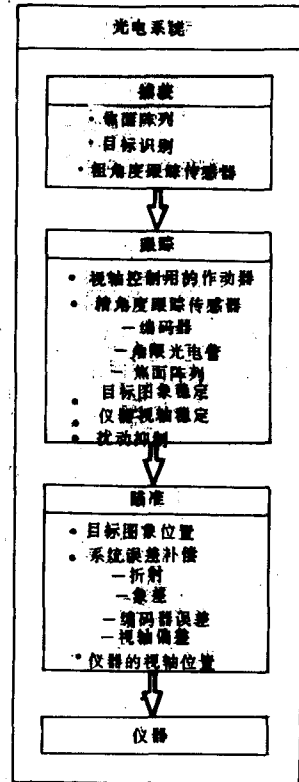 光电系统
捕获
• 焦面阵列
• 目标识别
• 粗角度跟踪传感器
跟踪
• 视轴控制用的作动器
• 精角度跟踪传感器
—编码器
—象限光电管
—焦面阵列
• 目标图象稳定
• 仪器视轴稳定
• 扰动抑制
瞄准
• 目标图象位置
• 系统误差补偿
—折射
—象差
—编码器误差
—视轴偏差
• 仪器的视轴位置
仪器